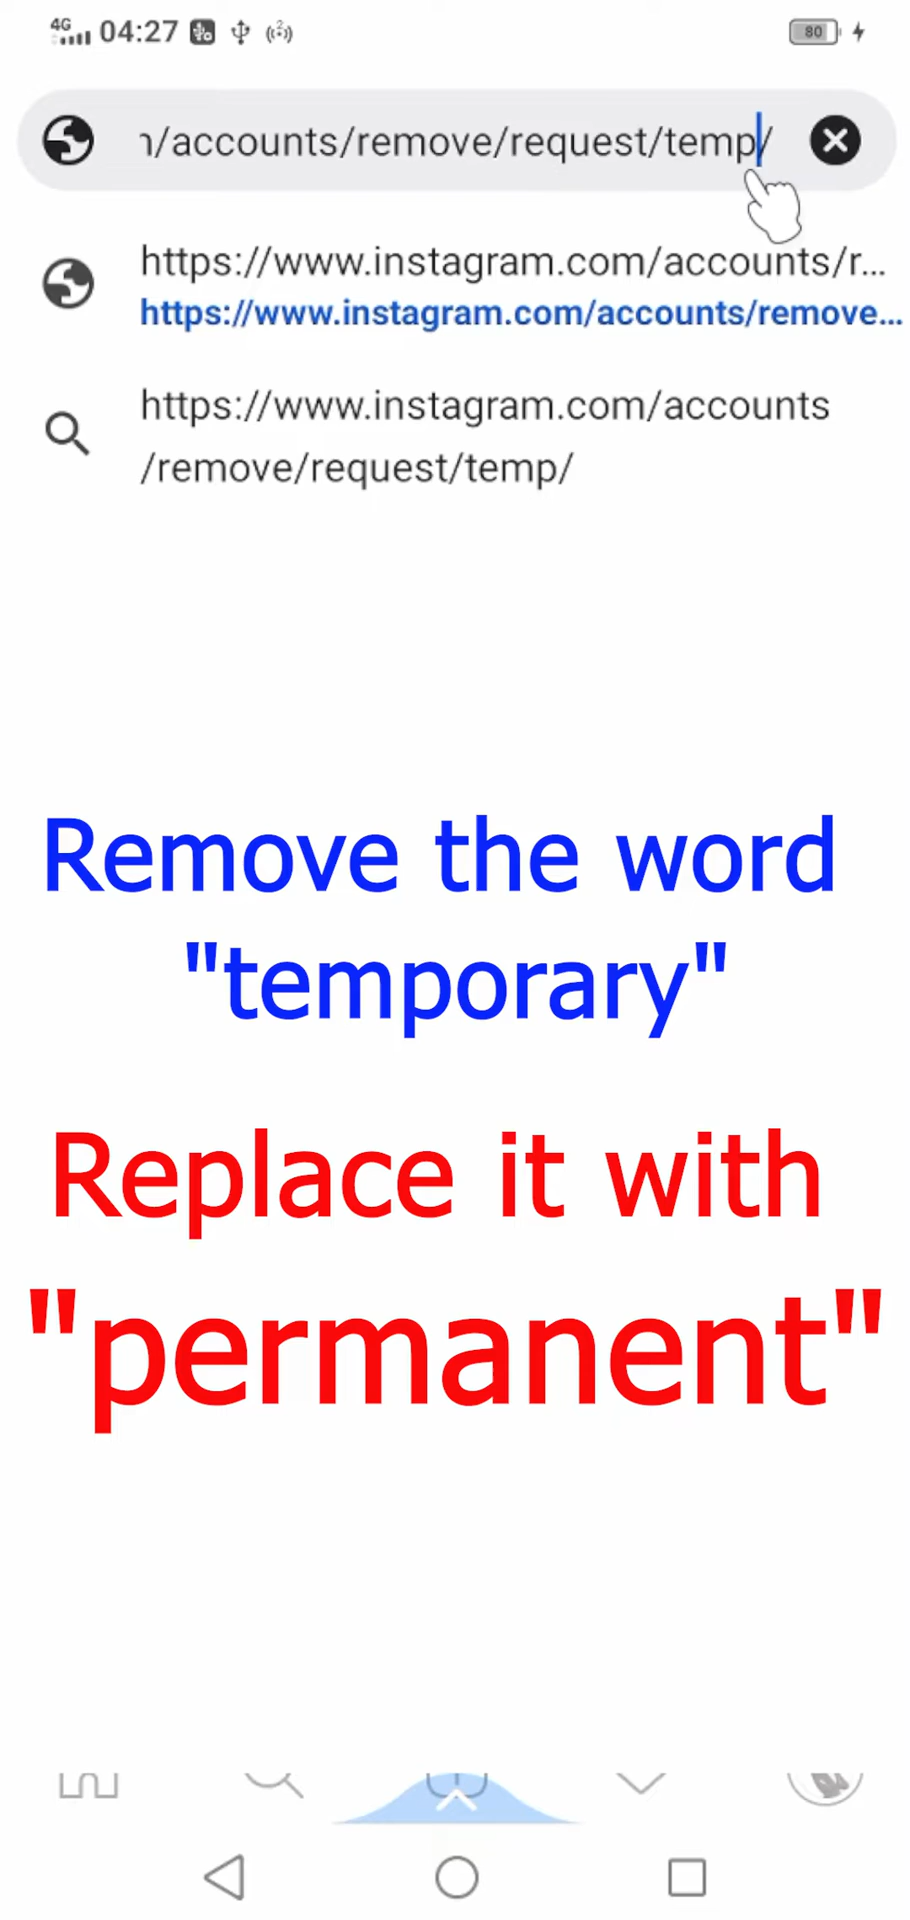 4G 04:27 80
n/accounts/remove/request/temp/
https://www.instagram.com/accounts/r...
https://www.instagram.com/accounts/remove...
https://www.instagram.com/accounts
/remove/request/temp/
Remove the word
"temporary"
Replace it with
"permanent"